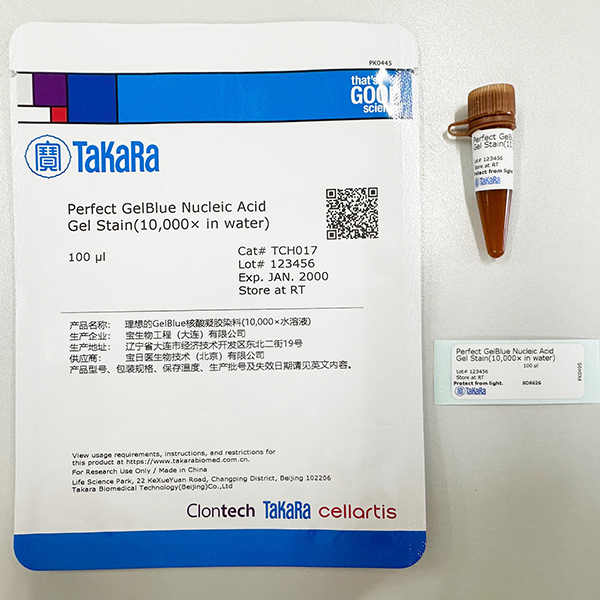 PK044S
that's
GOOD
science
寶 TaKaRa
Perfect GelBlue Nucleic Acid
Gel Stain(10,000× in water)
100 μl
Cat# TCH017
Lot# 123456
Exp. JAN. 2000
Store at RT
产品名称: 理想的GelBlue核酸凝胶染料(10,000×水溶液)
生产企业: 宝生物工程（大连）有限公司
生产地址: 辽宁省大连市经济技术开发区东北二街19号
供应商: 宝日医生物技术（北京）有限公司
产品型号、包装规格、保存温度、生产批号及失效日期请见英文内容。
View usage requirements, instructions, and restrictions for
this product at https://www.takarabiomed.com.cn.
For Research Use Only / Made in China
Life Science Park, 22 KeXueYuan Road, Changping District, Beijing 102206
Takara Biomedical Technology(Beijing)Co.,Ltd
Clontech TaKaRa cellartis
Perfect GelB
Gel Stain(10
Lot# 123456
Store at RT
Protect from light.
TaKaRa
Perfect GelBlue Nucleic Acid
Gel Stain(10,000× in water)
100 μl
Lot# 123456
Store at RT
Protect from light.
TaKaRa
PK049S